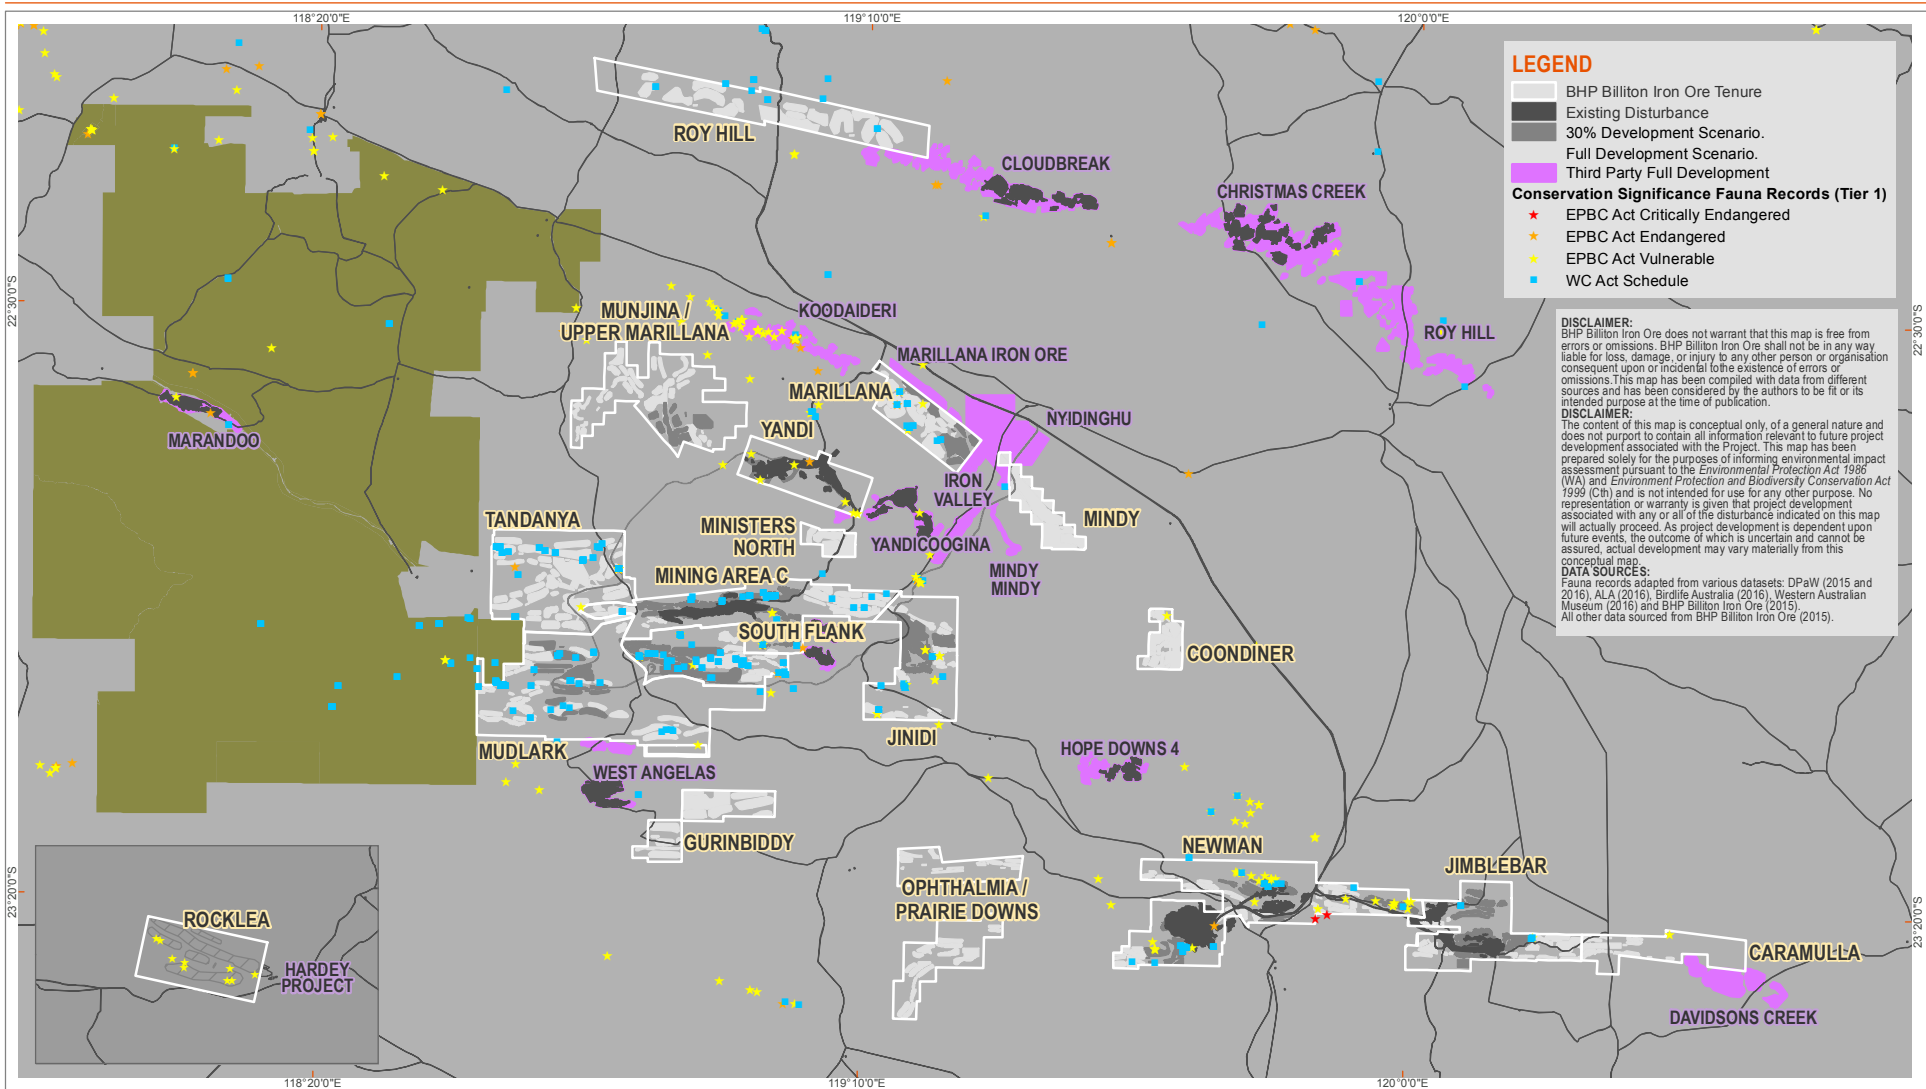 118°20'0"E
119°10'0"E
120°0'0"E
22°30'0"S
22°30'0"S
23°20'0"S
23°20'0"S
118°20'0"E
119°10'0"E
120°0'0"E
ROY HILL
CLOUDBREAK
CHRISTMAS CREEK
MUNJINA /
UPPER MARILLANA
KOODAIDERI
ROY HILL
MARILLANA IRON ORE
MARILLANA
NYIDINGHU
YANDI
MARANDOO
IRON
VALLEY
MINDY
TANDANYA
MINISTERS
NORTH
YANDICOOGINA
MINDY
MINDY
MINING AREA C
SOUTH FLANK
COONDINER
JINIDI
MUDLARK
HOPE DOWNS 4
WEST ANGELAS
GURINBIDDY
NEWMAN
JIMBLEBAR
OPHTHALMIA /
PRAIRIE DOWNS
CARAMULLA
DAVIDSONS CREEK
ROCKLEA
HARDEY
PROJECT
LEGEND
BHP Billiton Iron Ore Tenure
Existing Disturbance
30% Development Scenario.
Full Development Scenario.
Third Party Full Development
Conservation Significance Fauna Records (Tier 1)
EPBC Act Critically Endangered
EPBC Act Endangered
EPBC Act Vulnerable
WC Act Schedule
DISCLAIMER:
BHP Billiton Iron Ore does not warrant that this map is free from
errors or omissions. BHP Billiton Iron Ore shall not be in any way
liable for loss, damage, or injury to any other person or organisation
consequent upon or incidental tothe existence of errors or
omissions.This map has been compiled with data from different
sources and has been considered by the authors to be fit or its
intended purpose at the time of publication.
DISCLAIMER:
The content of this map is conceptual only, of a general nature and
does not purport to contain all information relevant to future project
development associated with the Project. This map has been
prepared solely for the purposes of informing environmental impact
assessment pursuant to the Environmental Protection Act 1986
(WA) and Environment Protection and Biodiversity Conservation Act
1999 (Cth) and is not intended for use for any other purpose. No
representation or warranty is given that project development
associated with any or all of the disturbance indicated on this map
will actually proceed. As project development is dependent upon
future events, the outcome of which is uncertain and cannot be
assured, actual development may vary materially from this
conceptual map.
DATA SOURCES:
Fauna records adapted from various datasets: DPaW (2015 and
2016), ALA (2016), Birdlife Australia (2016), Western Australian
Museum (2016) and BHP Billiton Iron Ore (2015).
All other data sourced from BHP Billiton Iron Ore (2015).